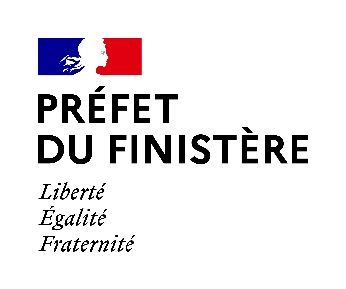 PRÉFET
DU FINISTÈRE
Liberté
Égalité
Fraternité